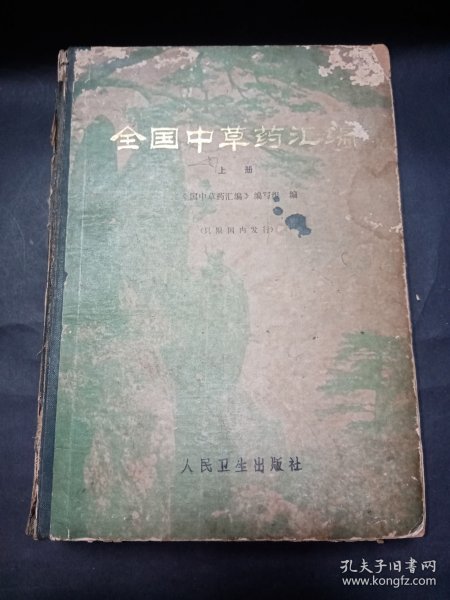 全国中草药汇编
上册
《全国中草药汇编》编写组 编
(只限国内发行)
人民卫生出版社
孔夫子旧书网
www.kongfz.com